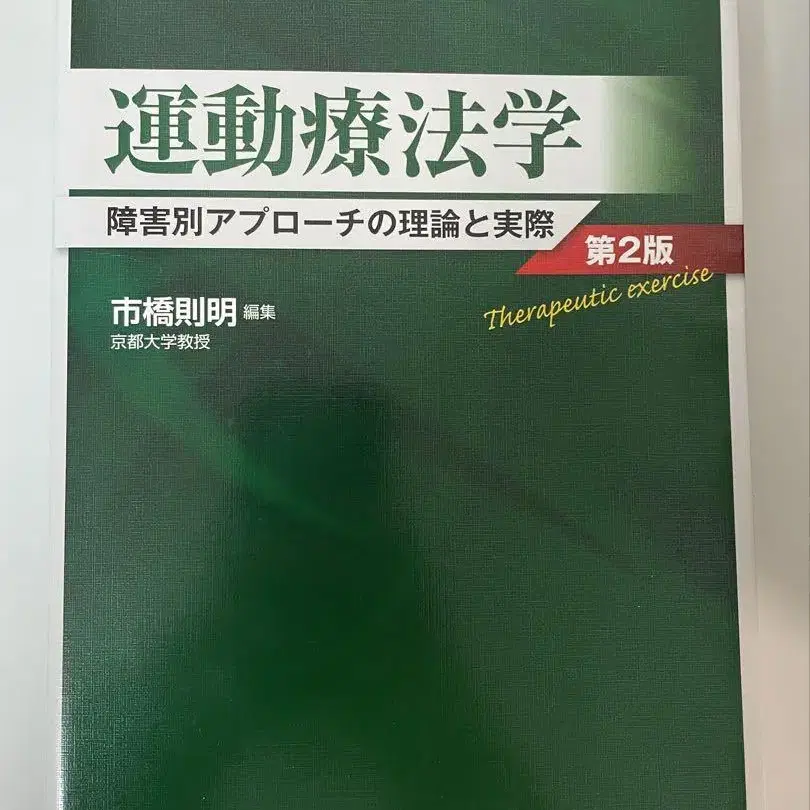 運動療法学
障害別アプローチの理論と実際
第2版
Therapeutic exercise
市橋則明 編集
京都大学教授